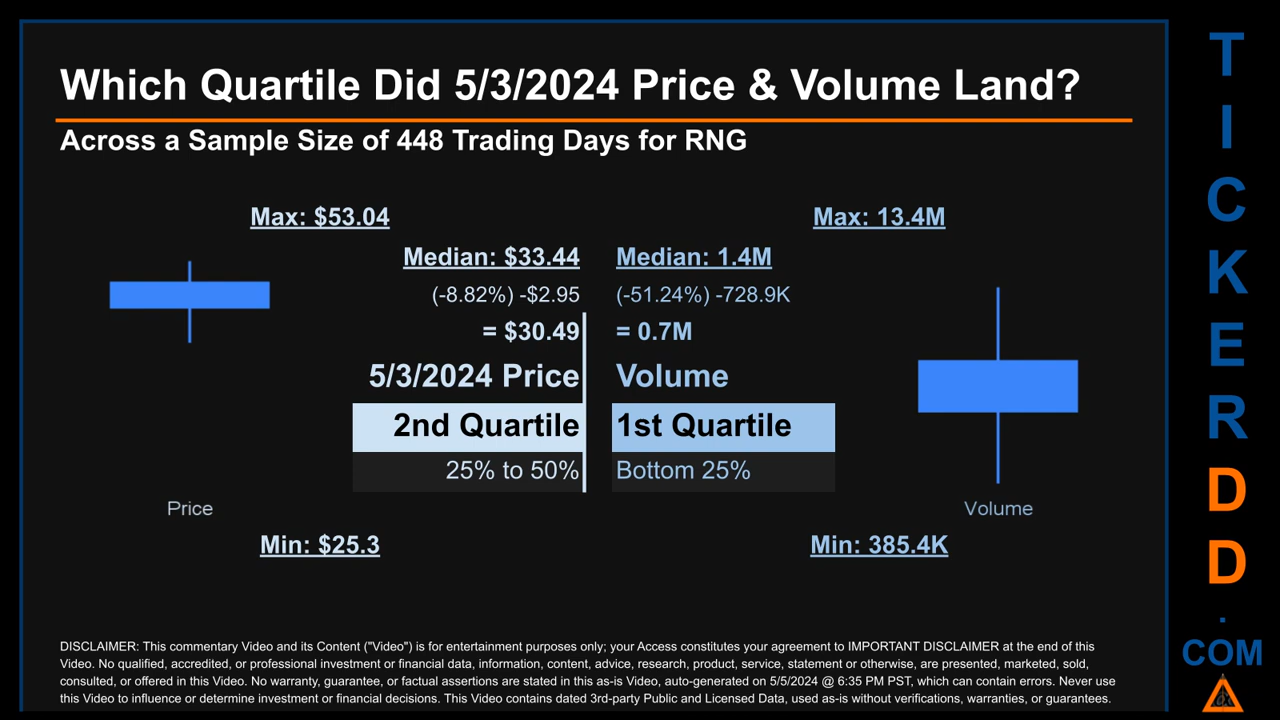 Which Quartile Did 5/3/2024 Price & Volume Land?
Across a Sample Size of 448 Trading Days for RNG
Max: $53.04
Max: 13.4M
Median: $33.44
Median: 1.4M
(-8.82%) -$2.95
(-51.24%) -728.9K
= $30.49
= 0.7M
5/3/2024 Price
Volume
2nd Quartile
1st Quartile
25% to 50%
Bottom 25%
Price
Volume
Min: $25.3
Min: 385.4K
DISCLAIMER: This commentary Video and its Content ("Video") is for entertainment purposes only; your Access constitutes your agreement to IMPORTANT DISCLAIMER at the end of this
Video. No qualified, accredited, or professional investment or financial data, information, content, advice, research, product, service, statement or otherwise, are presented, marketed, sold,
consulted, or offered in this Video. No warranty, guarantee, or factual assertions are stated in this as-is Video, auto-generated on 5/5/2024 @ 6:35 PM PST, which can contain errors. Never use
this Video to influence or determine investment or financial decisions. This Video contains dated 3rd-party Public and Licensed Data, used as-is without verifications, warranties, or guarantees.
TICKERDD
.
COM